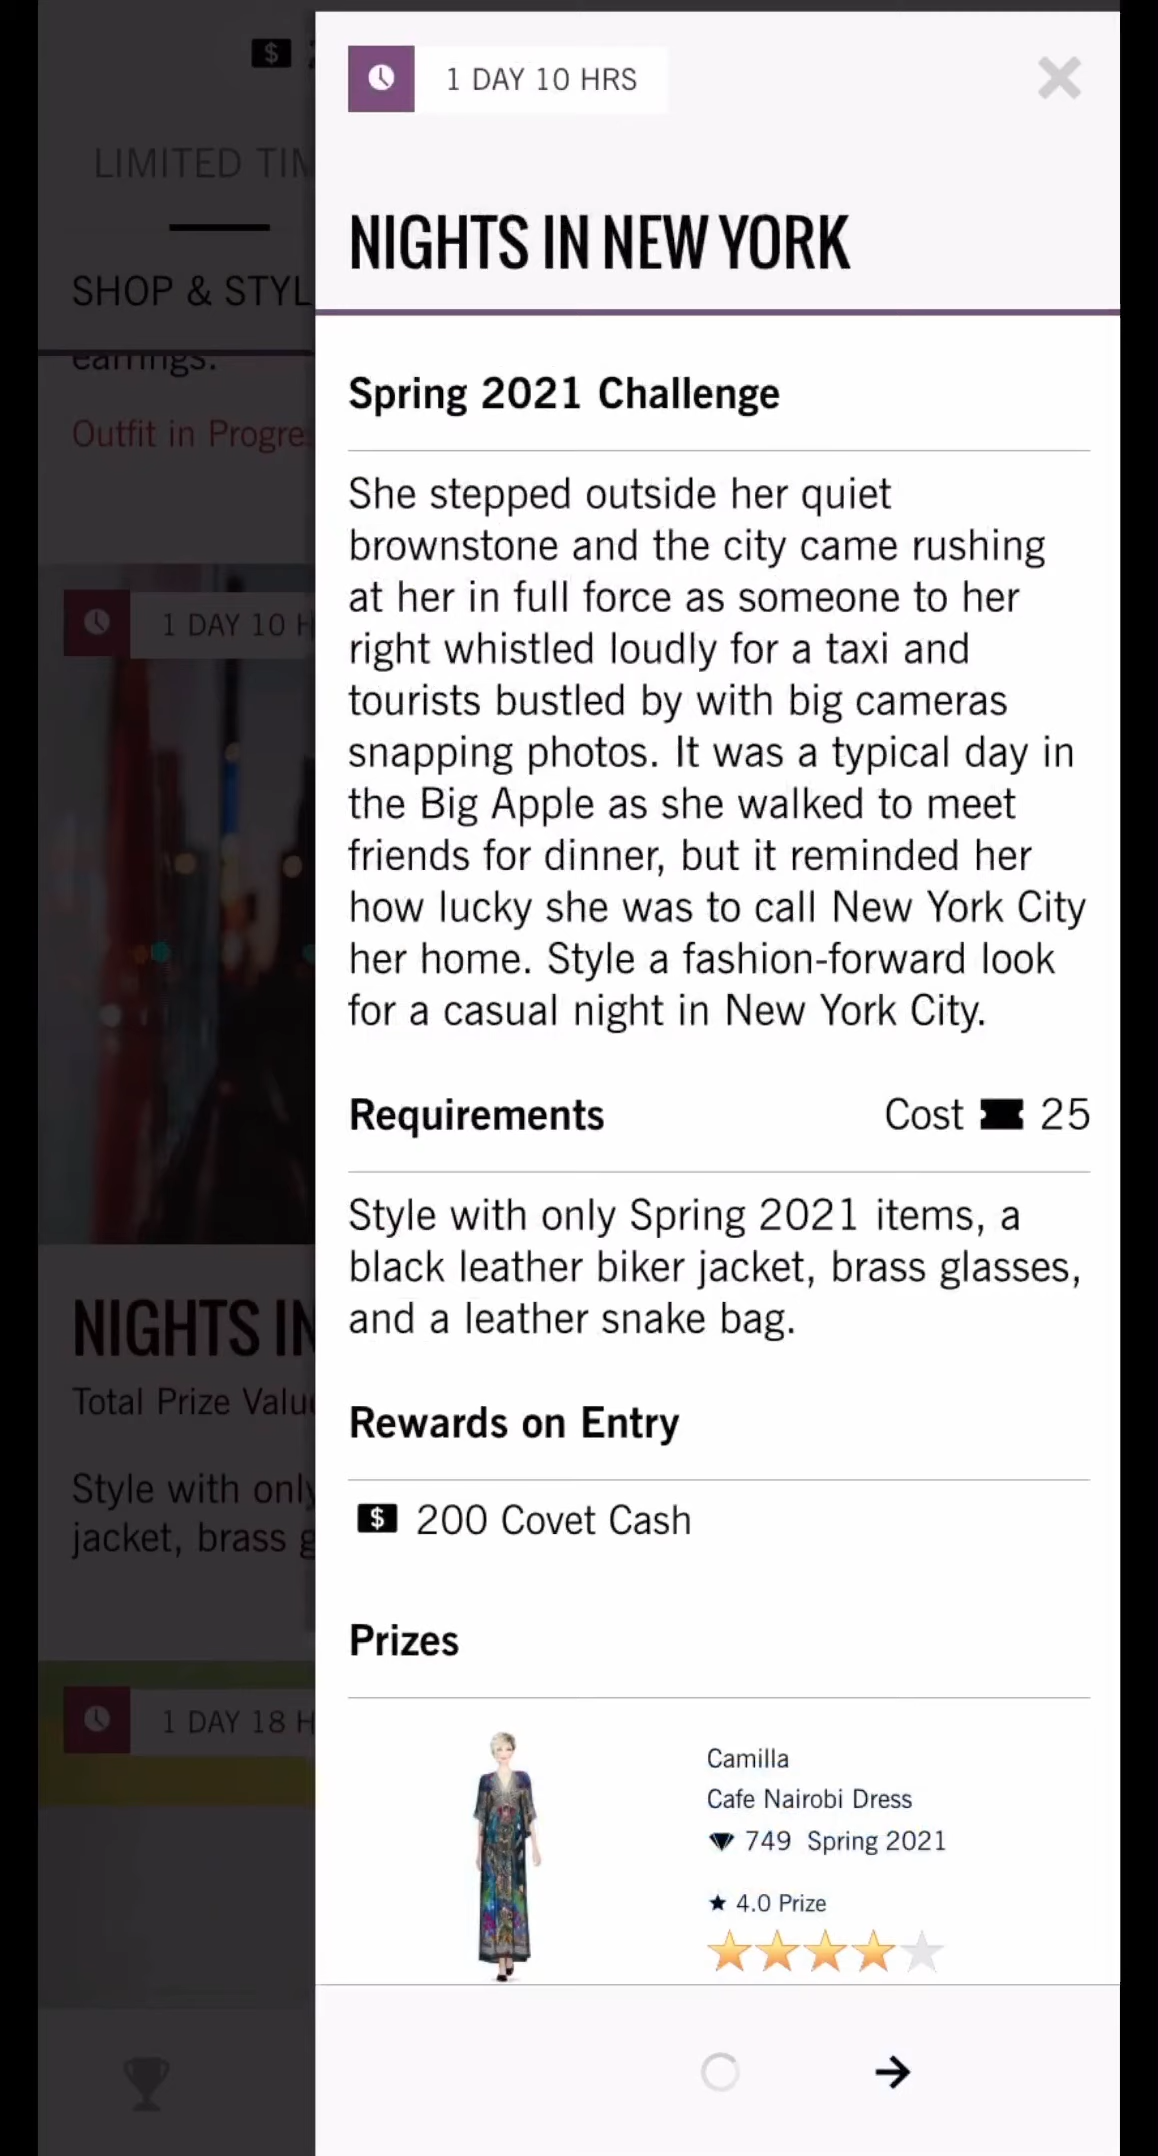 1 DAY 10 HRS
NIGHTS IN NEW YORK
Spring 2021 Challenge
She stepped outside her quiet
brownstone and the city came rushing
at her in full force as someone to her
right whistled loudly for a taxi and
tourists bustled by with big cameras
snapping photos. It was a typical day in
the Big Apple as she walked to meet
friends for dinner, but it reminded her
how lucky she was to call New York City
her home. Style a fashion-forward look
for a casual night in New York City.
Requirements
Cost 25
Style with only Spring 2021 items, a
black leather biker jacket, brass glasses,
and a leather snake bag.
Rewards on Entry
$ 200 Covet Cash
Prizes
Camilla
Cafe Nairobi Dress
749 Spring 2021
4.0 Prize
$
LIMITED TIM
SHOP & STYL
earrings.
Outfit in Progre
1 DAY 10 H
NIGHTS IN
Total Prize Valu
Style with only
jacket, brass g
1 DAY 18 H